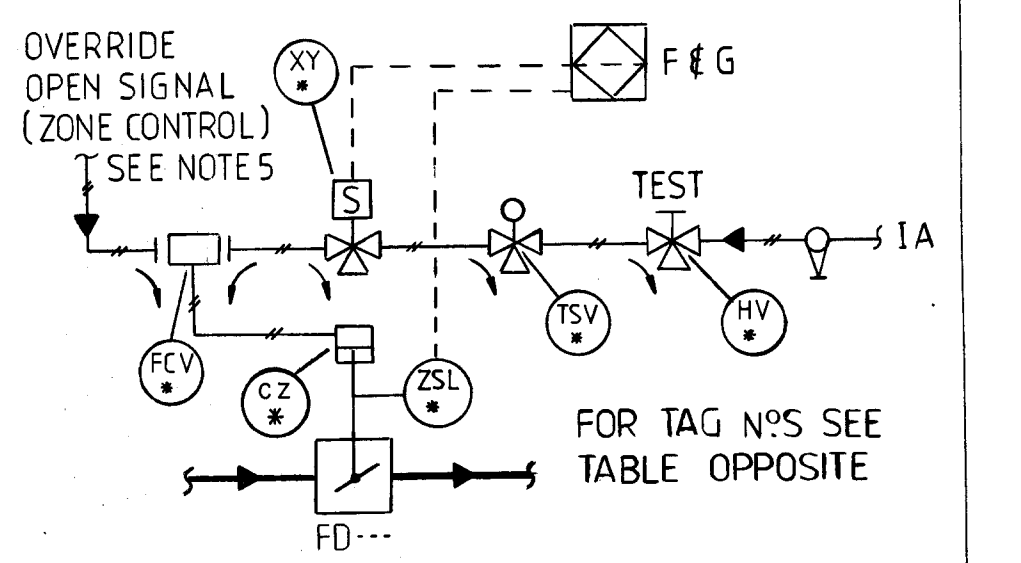 OVERRIDE
OPEN SIGNAL
(ZONE CONTROL)
SEE NOTE 5
XY
*
F & G
S
TEST
IA
TSV
*
HV
*
FCV
*
CZ
*
ZSL
*
FOR TAG NºS SEE
TABLE OPPOSITE
FD---